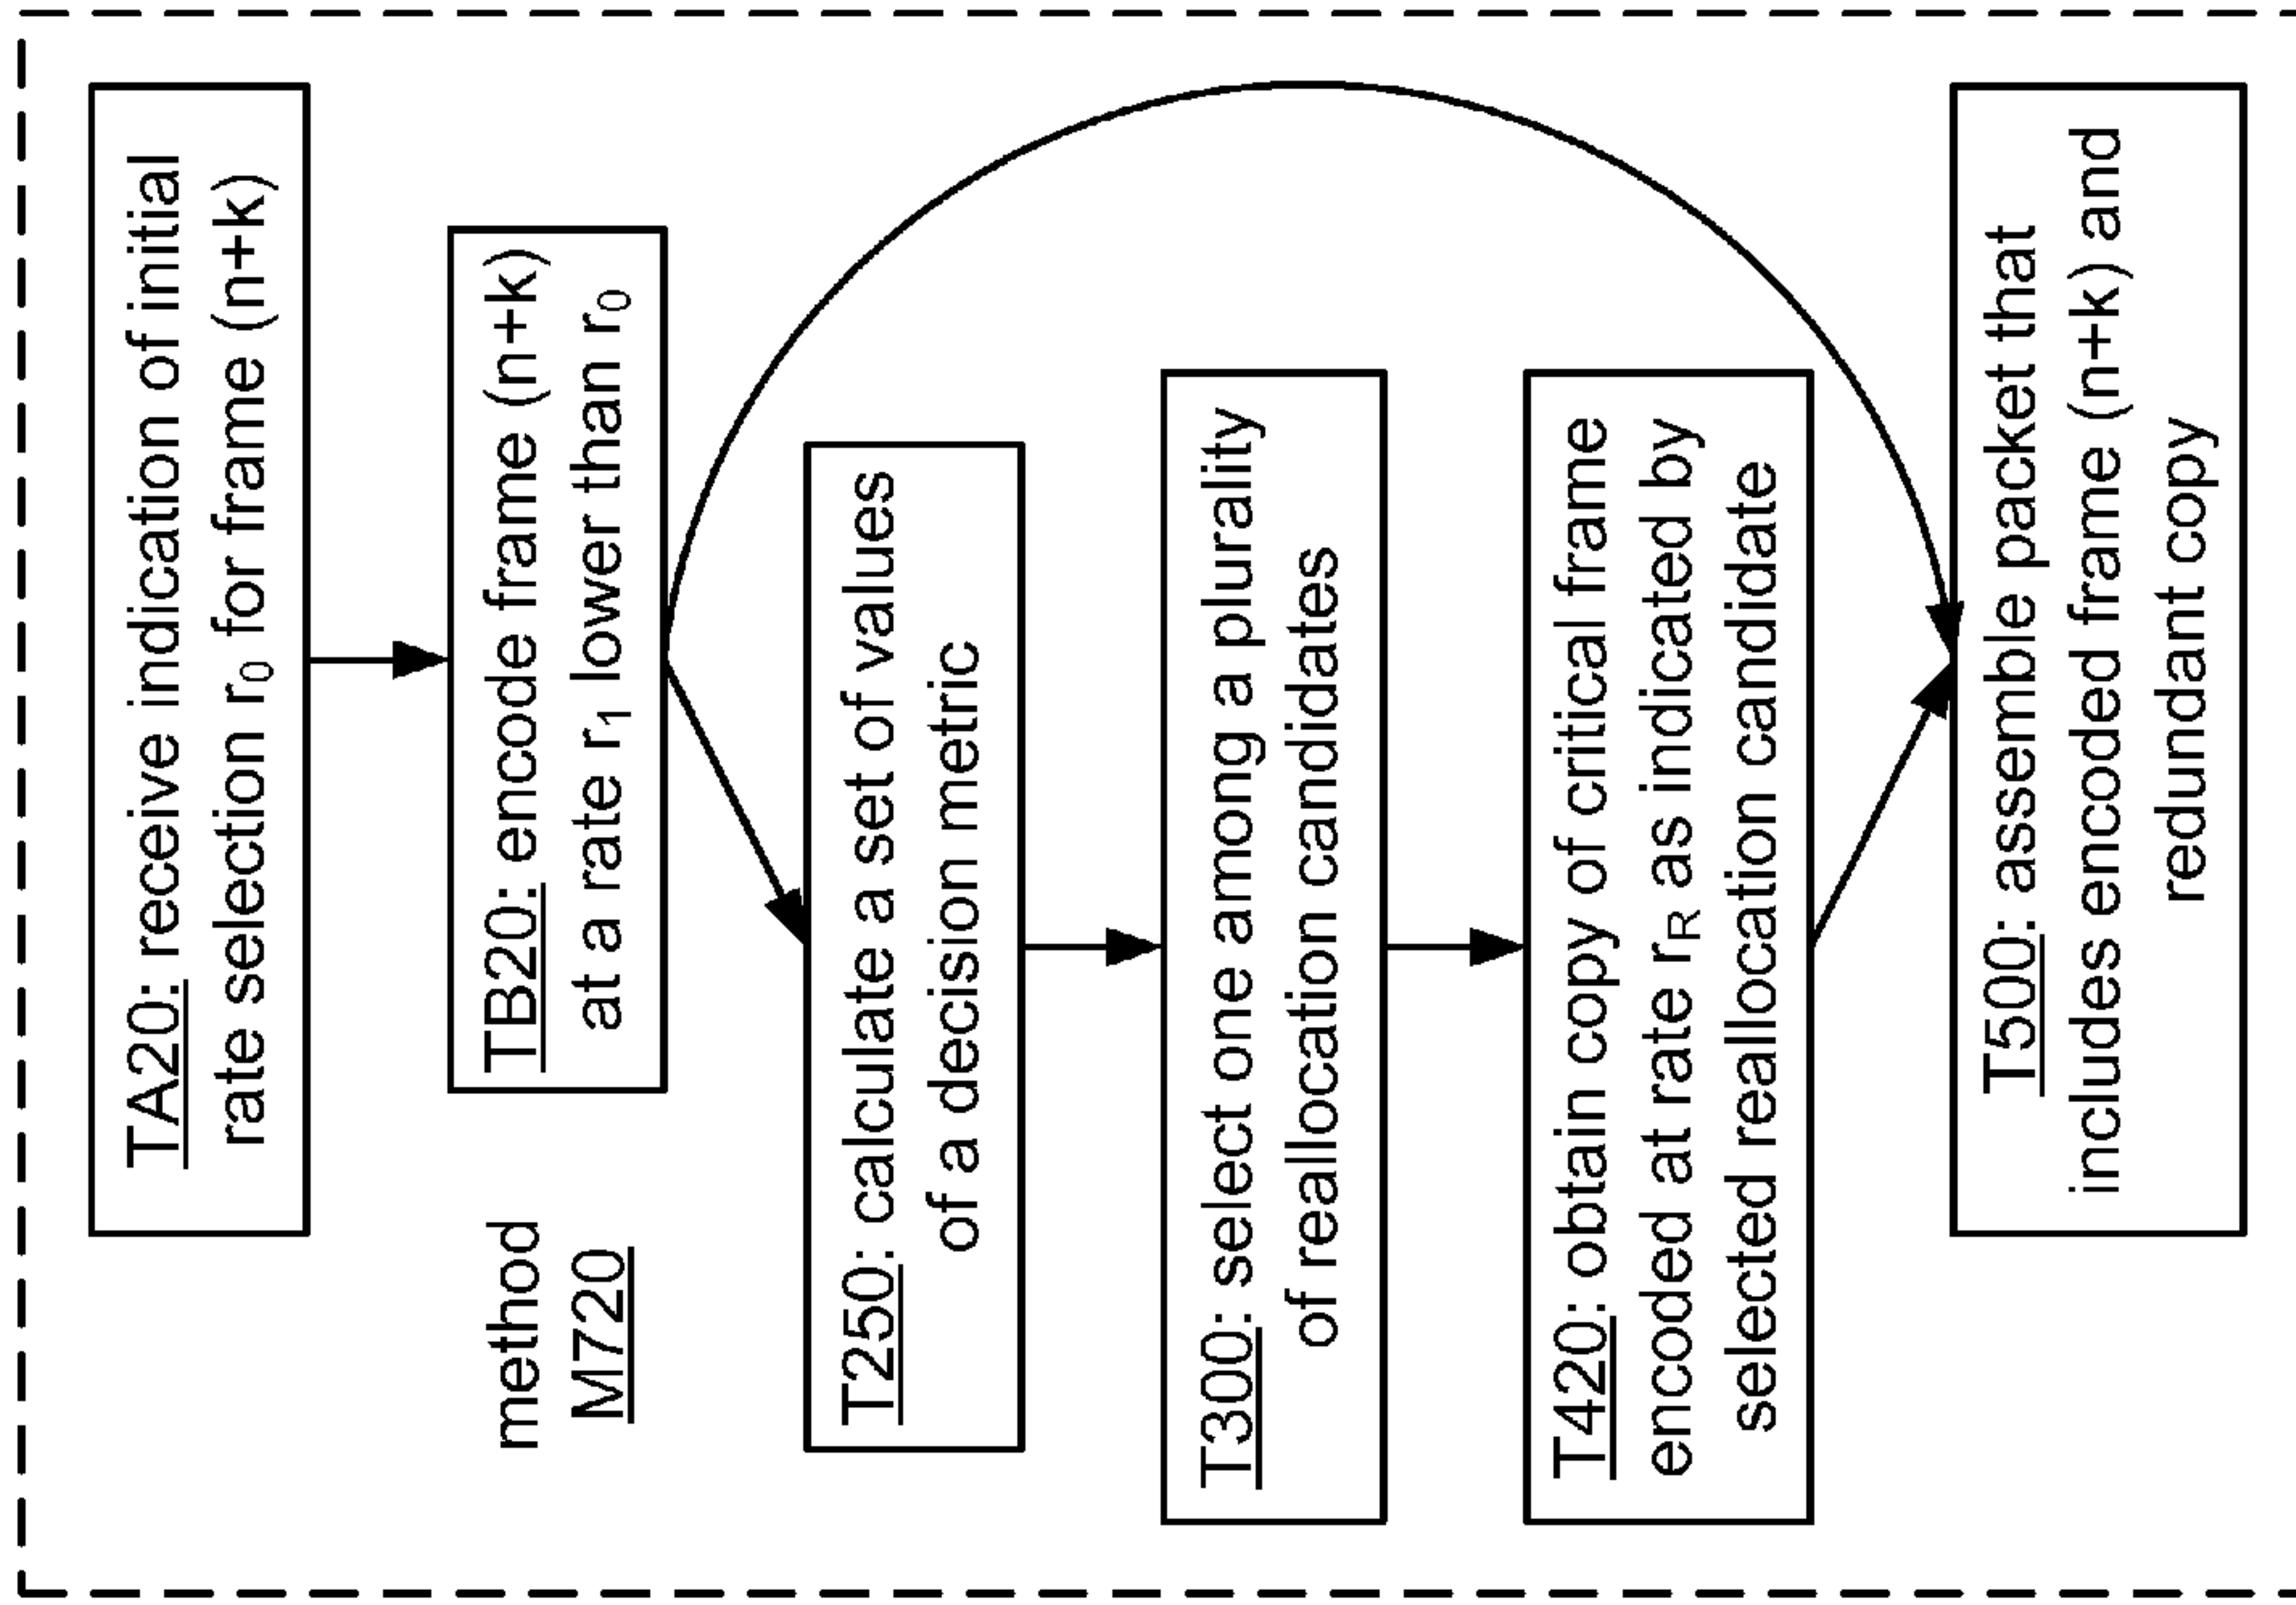 TA20: receive indication of initial
rate selection r₀ for frame (n+k)
TB20: encode frame (n+k)
at a rate r₁ lower than r₀
method
M720
T250: calculate a set of values
of a decision metric
T300: select one among a plurality
of reallocation candidates
T420: obtain copy of critical frame
encoded at rate r_R as indicated by
selected reallocation candidate
T500: assemble packet that
includes encoded frame (n+k) and
redundant copy